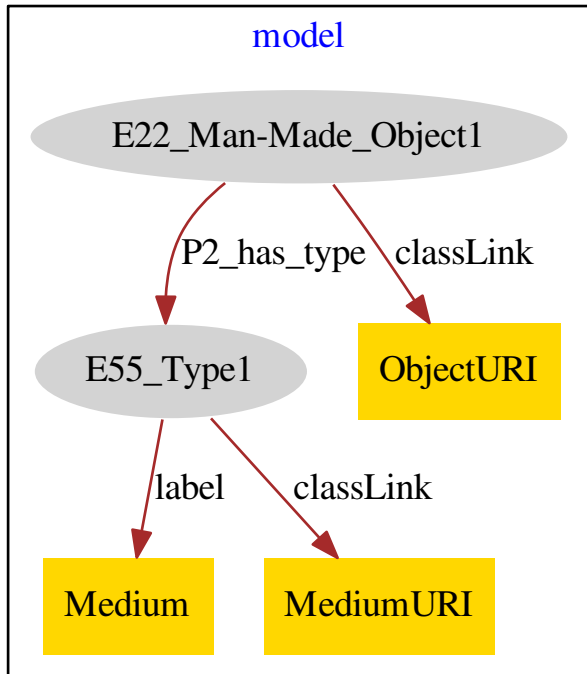 model
E22_Man-Made_Object1
P2_has_type
classLink
E55_Type1
ObjectURI
label
classLink
Medium
MediumURI